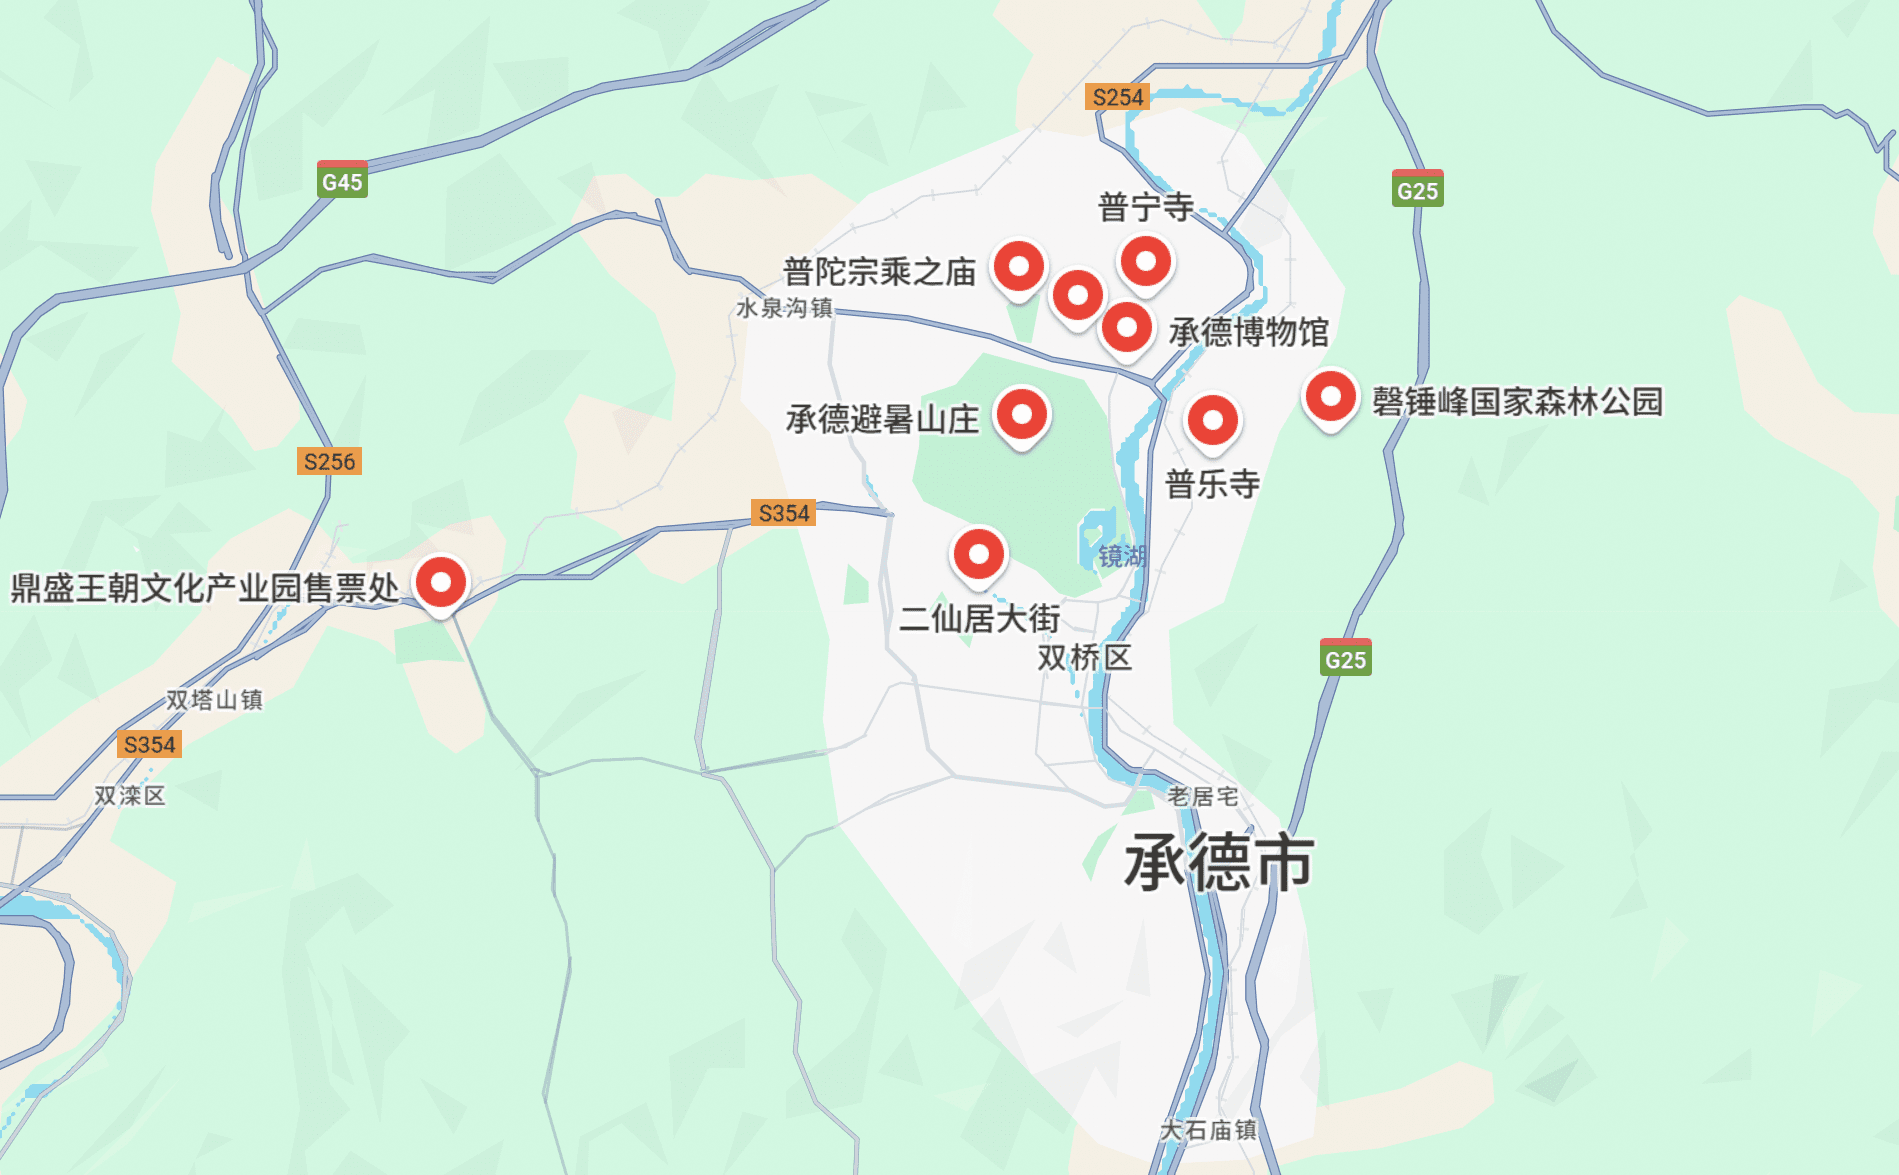 S254
G45
G25
普宁寺
普陀宗乘之庙
水泉沟镇
承德博物馆
承德避暑山庄
磬锤峰国家森林公园
S256
普乐寺
S354
镜湖
鼎盛王朝文化产业园售票处
二仙居大街
双桥区
G25
双塔山镇
S354
双滦区
老居宅
承德市
大石庙镇